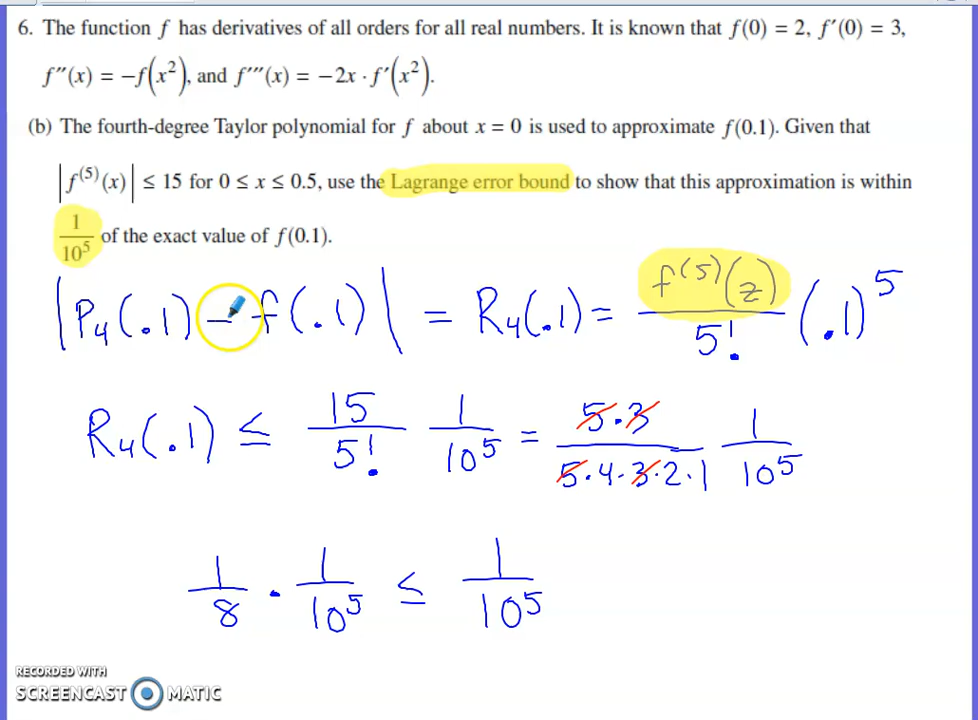 6. The function f has derivatives of all orders for all real numbers. It is known that f(0) = 2, f′(0) = 3,
f″(x) = −f(x²), and f‴(x) = −2x · f′(x²).
(b) The fourth-degree Taylor polynomial for f about x = 0 is used to approximate f(0.1). Given that
|f⁽⁵⁾(x)| ≤ 15 for 0 ≤ x ≤ 0.5, use the Lagrange error bound to show that this approximation is within
1/10⁵ of the exact value of f(0.1).
|P₄(.1) − f(.1)| = R₄(.1) = f⁽⁵⁾(z)/5! (.1)⁵
R₄(.1) ≤ 15/5! 1/10⁵ = 5·3/5·4·3·2·1 1/10⁵
1/8 · 1/10⁵ ≤ 1/10⁵
RECORDED WITH
SCREENCAST MATIC